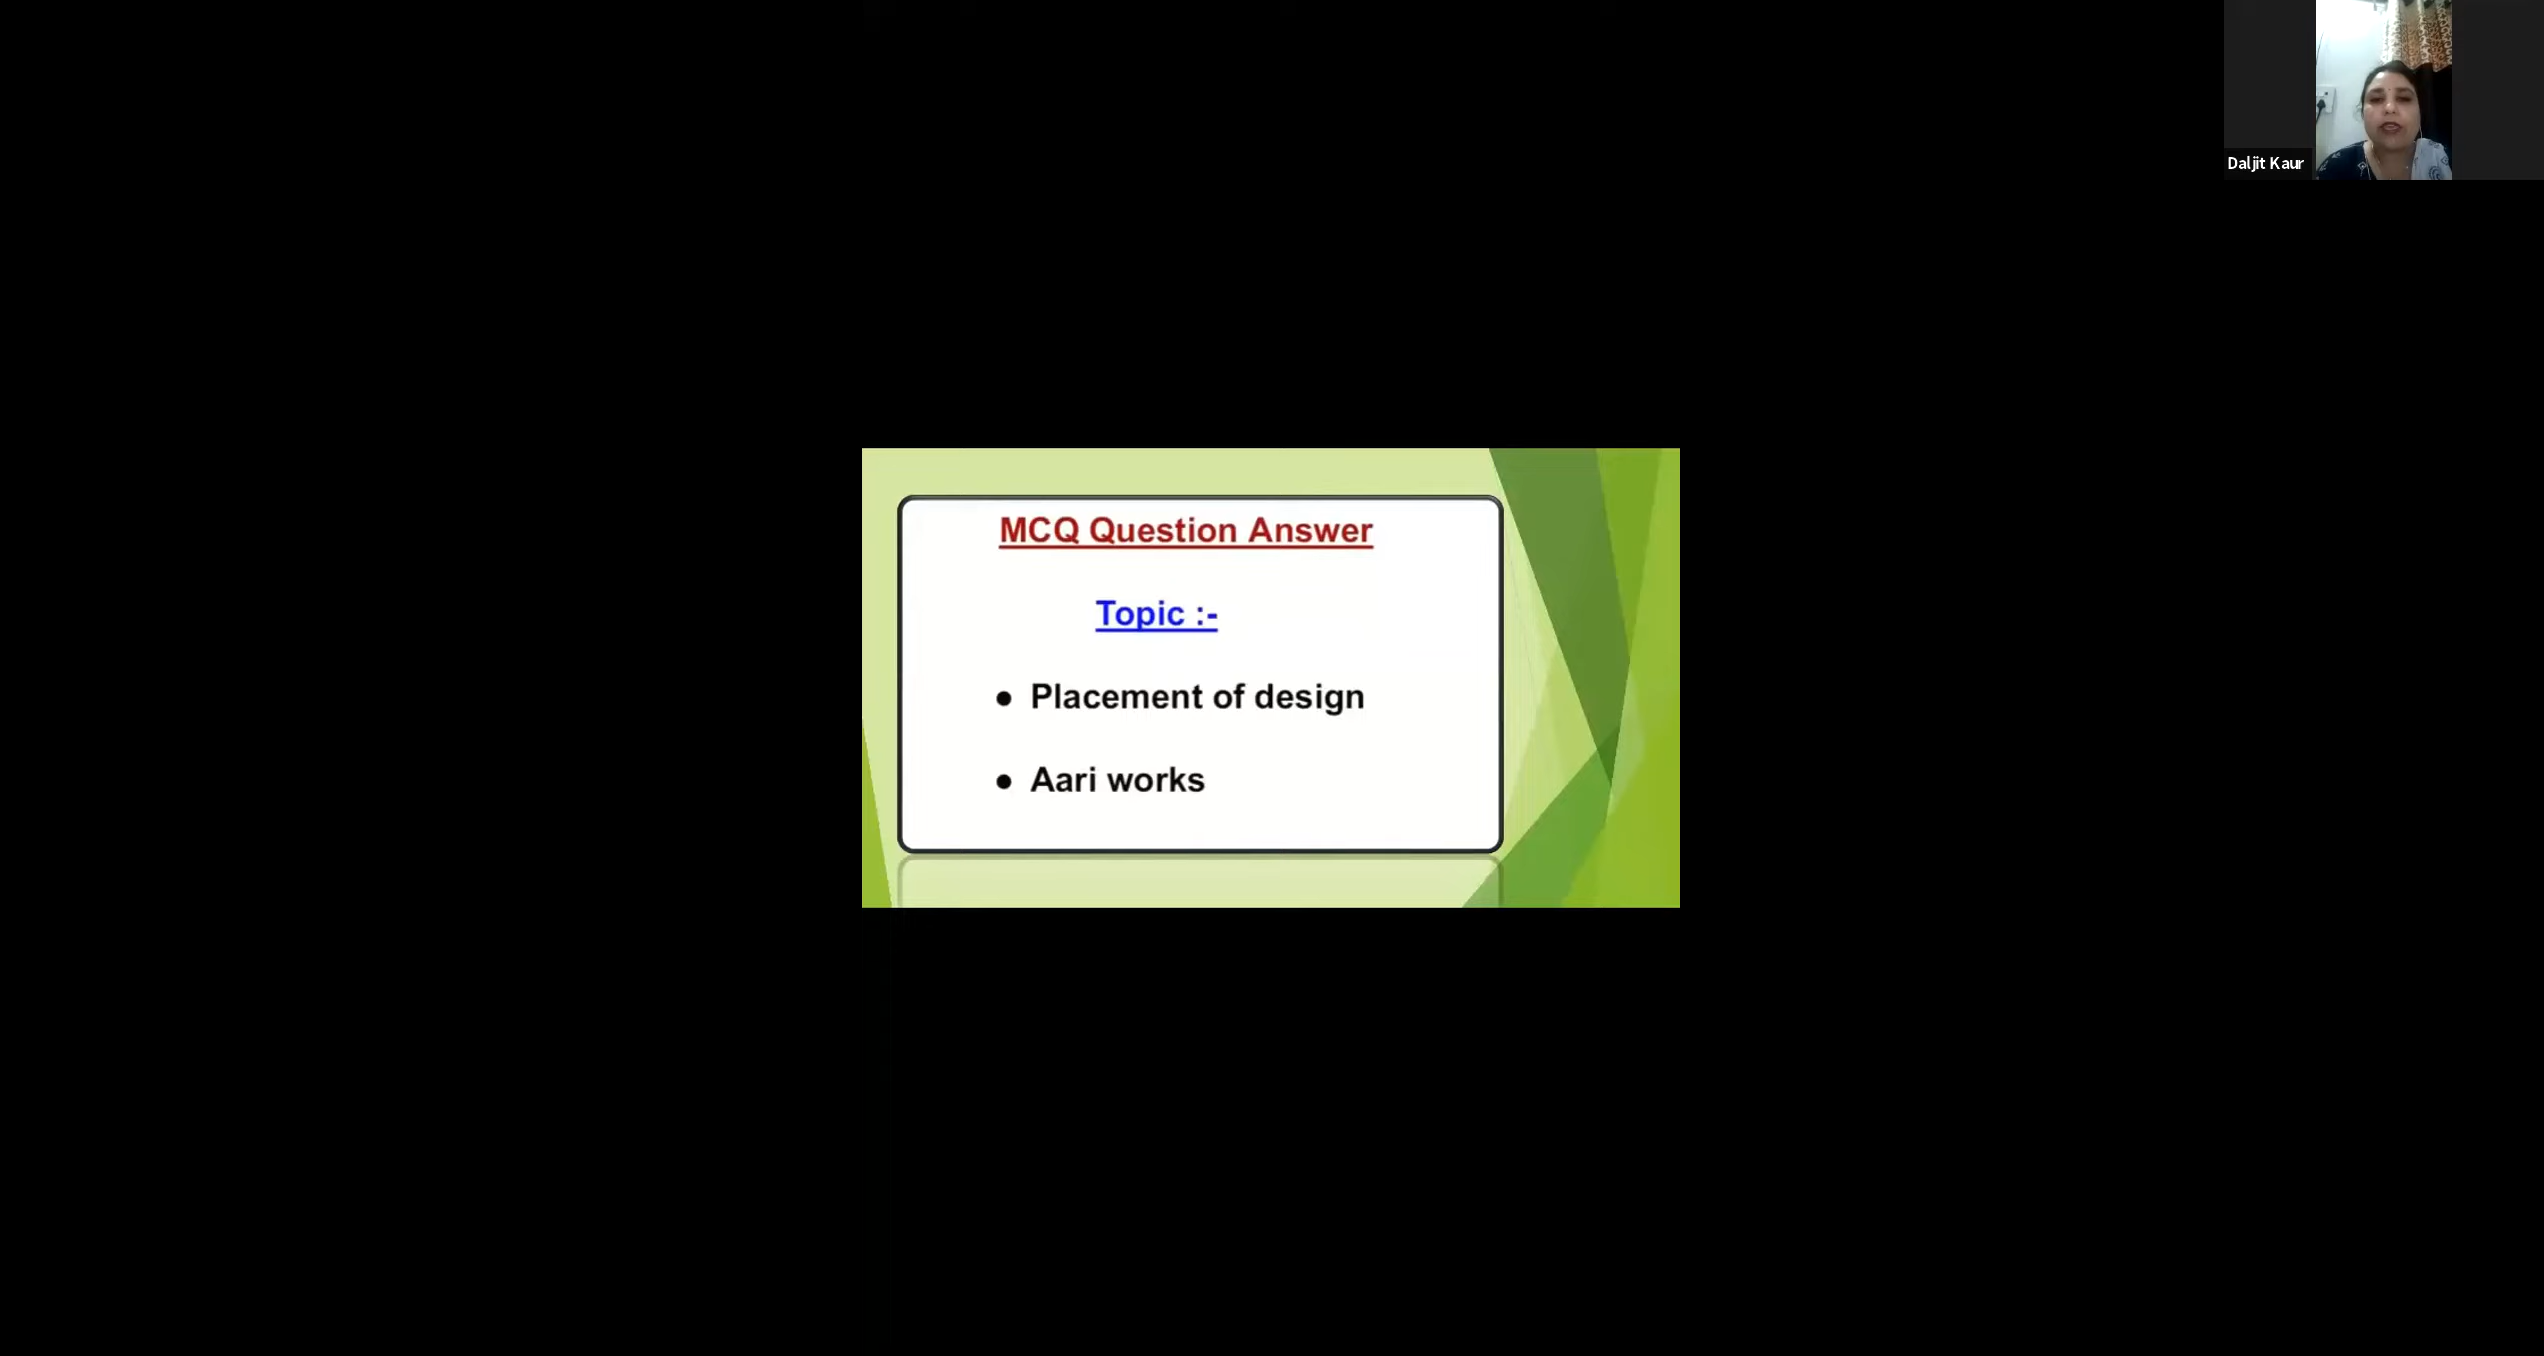 MCQ Question Answer
Topic :-
● Placement of design
● Aari works
Daljit Kaur